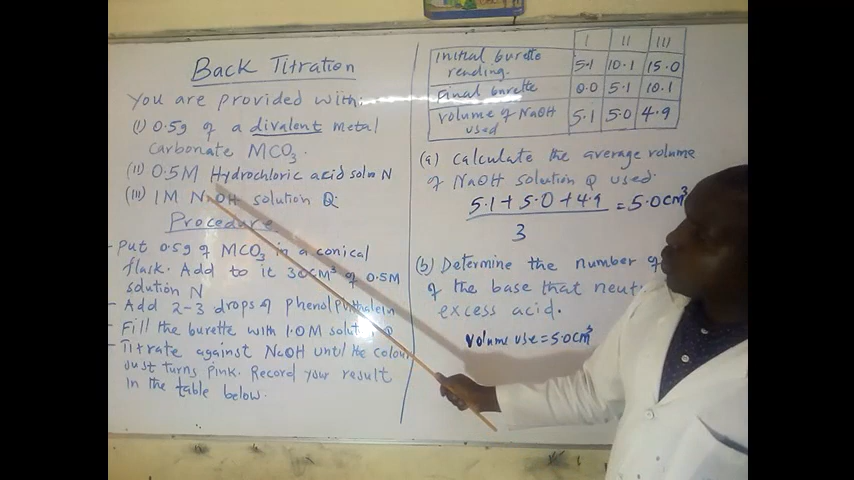 Back Titration
You are provided with:
(i) 0.5g of a divalent metal
carbonate MCO3.
(ii) 0.5M Hydrochloric acid soln N
(iii) 1M NaOH solution Q.
Procedure
- Put 0.5g of MCO3 in a conical
flask. Add to it 30cm3 of 0.5M
solution N
- Add 2-3 drops of phenolphthalein
- Fill the burette with 1.0M solution Q
- Titrate against NaOH until the colour
just turns pink. Record your result
in the table below.
I II III
Initial burette reading. 5.1 10.1 15.0
Final burette 0.0 5.1 10.1
volume of NaOH used 5.1 5.0 4.9
(a) Calculate the average volume
of NaOH solution Q used.
5.1 + 5.0 + 4.9 = 5.0cm3
3
(b) Determine the number of
of the base that
excess acid.
volume use = 5.0cm3